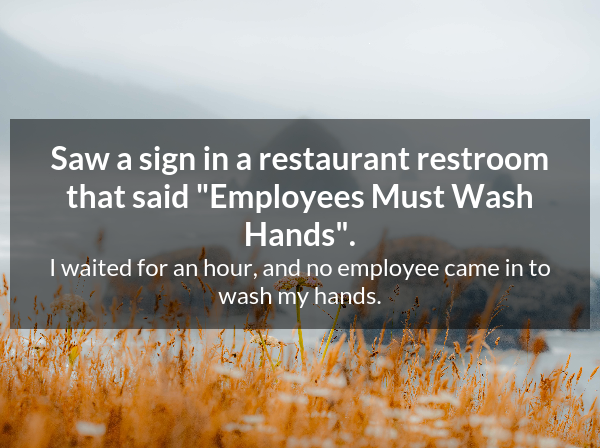 Saw a sign in a restaurant restroom
that said "Employees Must Wash
Hands".
I waited for an hour, and no employee came in to
wash my hands.